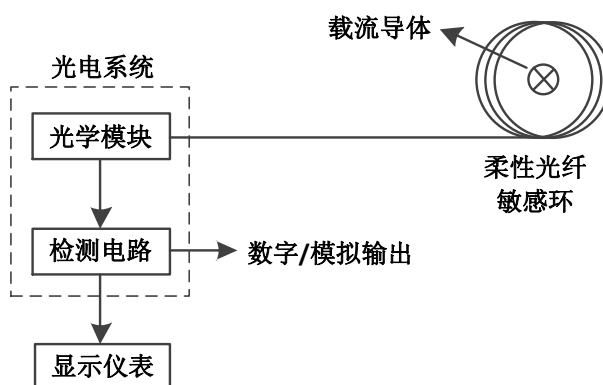 载流导体
光电系统
光学模块
柔性光纤
敏感环
检测电路
数字/模拟输出
显示仪表